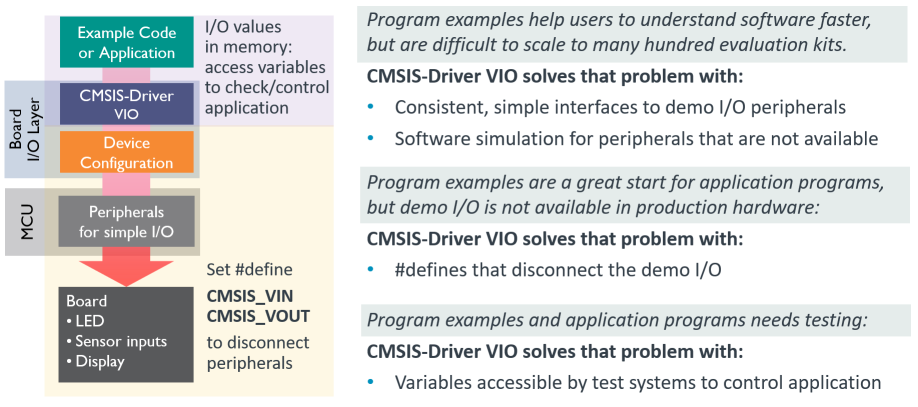 Example Code
or Application
I/O values
in memory:
access variables
to check/control
application
Board
I/O Layer
CMSIS-Driver
VIO
Device
Configuration
MCU
Peripherals
for simple I/O
Set #define
CMSIS_VIN
CMSIS_VOUT
to disconnect
peripherals
Board
• LED
• Sensor inputs
• Display
Program examples help users to understand software faster,
but are difficult to scale to many hundred evaluation kits.
CMSIS-Driver VIO solves that problem with:
• Consistent, simple interfaces to demo I/O peripherals
• Software simulation for peripherals that are not available
Program examples are a great start for application programs,
but demo I/O is not available in production hardware:
CMSIS-Driver VIO solves that problem with:
• #defines that disconnect the demo I/O
Program examples and application programs needs testing:
CMSIS-Driver VIO solves that problem with:
• Variables accessible by test systems to control application